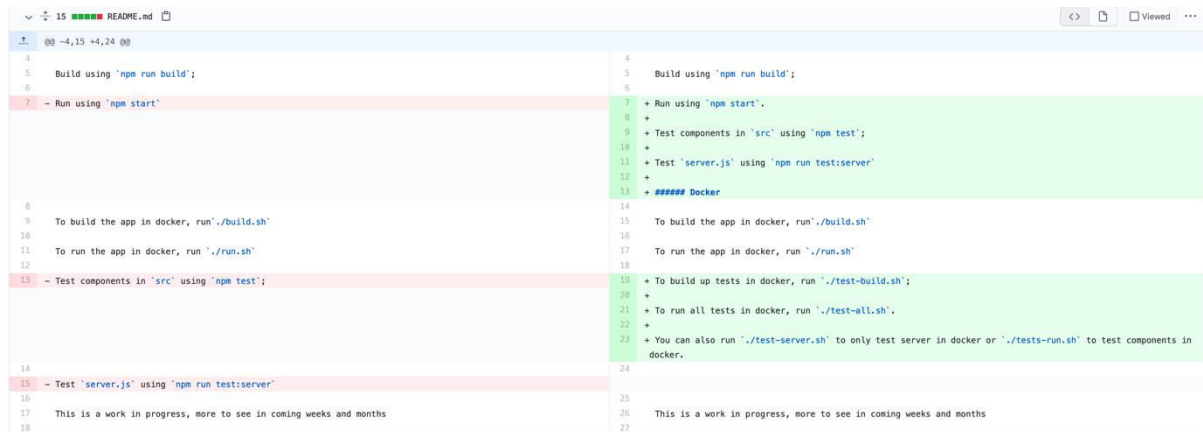 15 README.md Viewed ...
@@ -4,15 +4,24 @@
4 4
5 Build using `npm run build`; 5 Build using `npm run build`;
6 6
7 - Run using `npm start` 7 + Run using `npm start`.
8 +
9 + Test components in `src` using `npm test`;
10 +
11 + Test `server.js` using `npm run test:server`
12 +
13 + ###### Docker
8 14
9 To build the app in docker, run`./build.sh` 15 To build the app in docker, run`./build.sh`
10 16
11 To run the app in docker, run `./run.sh` 17 To run the app in docker, run `./run.sh`
12 18
13 - Test components in `src` using `npm test`; 19 + To build up tests in docker, run `./test-build.sh`;
20 +
21 + To run all tests in docker, run `./test-all.sh`.
22 +
23 + You can also run `./test-server.sh` to only test server in docker or `./tests-run.sh` to test components in
docker.
14 24
15 - Test `server.js` using `npm run test:server`
16 25
17 This is a work in progress, more to see in coming weeks and months 26 This is a work in progress, more to see in coming weeks and months
18 27